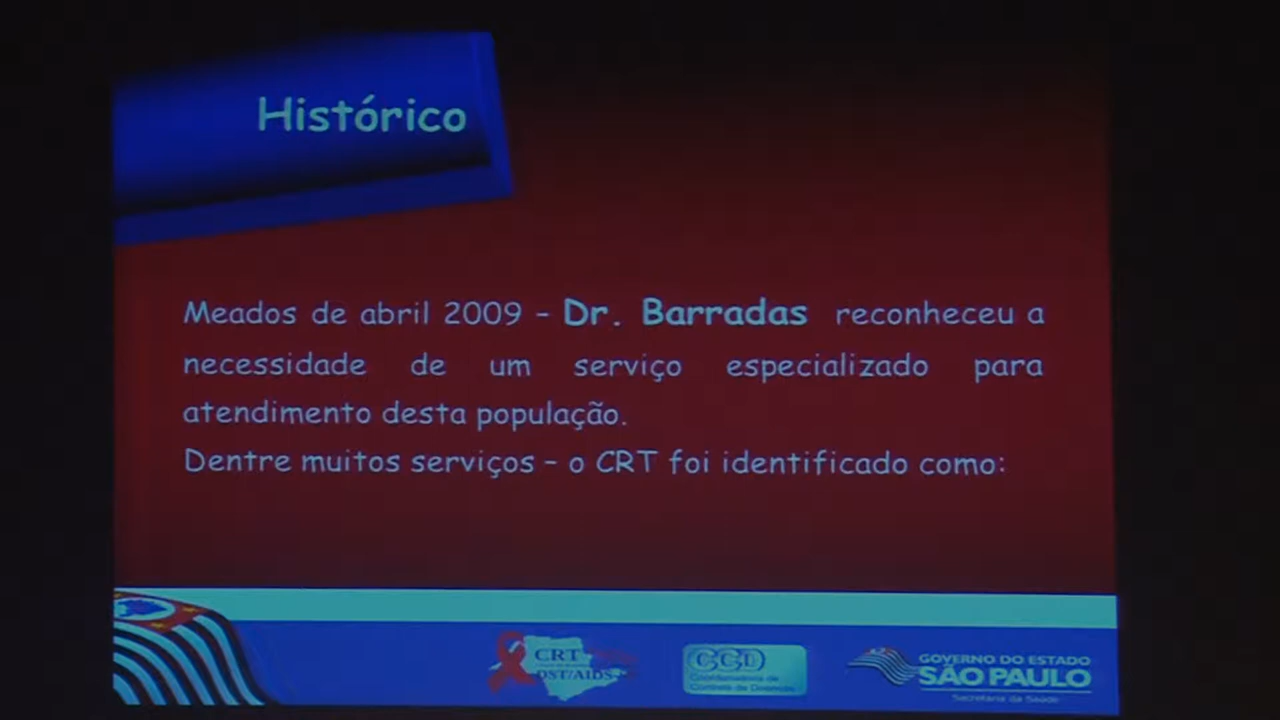 Histórico
Meados de abril 2009 - Dr. Barradas reconheceu a
necessidade de um serviço especializado para
atendimento desta população.
Dentre muitos serviços - o CRT foi identificado como:
CRT
DST/AIDS
CCD
Coordenadoria de
Controle de Doenças
GOVERNO DO ESTADO
SÃO PAULO
Secretaria da Saúde